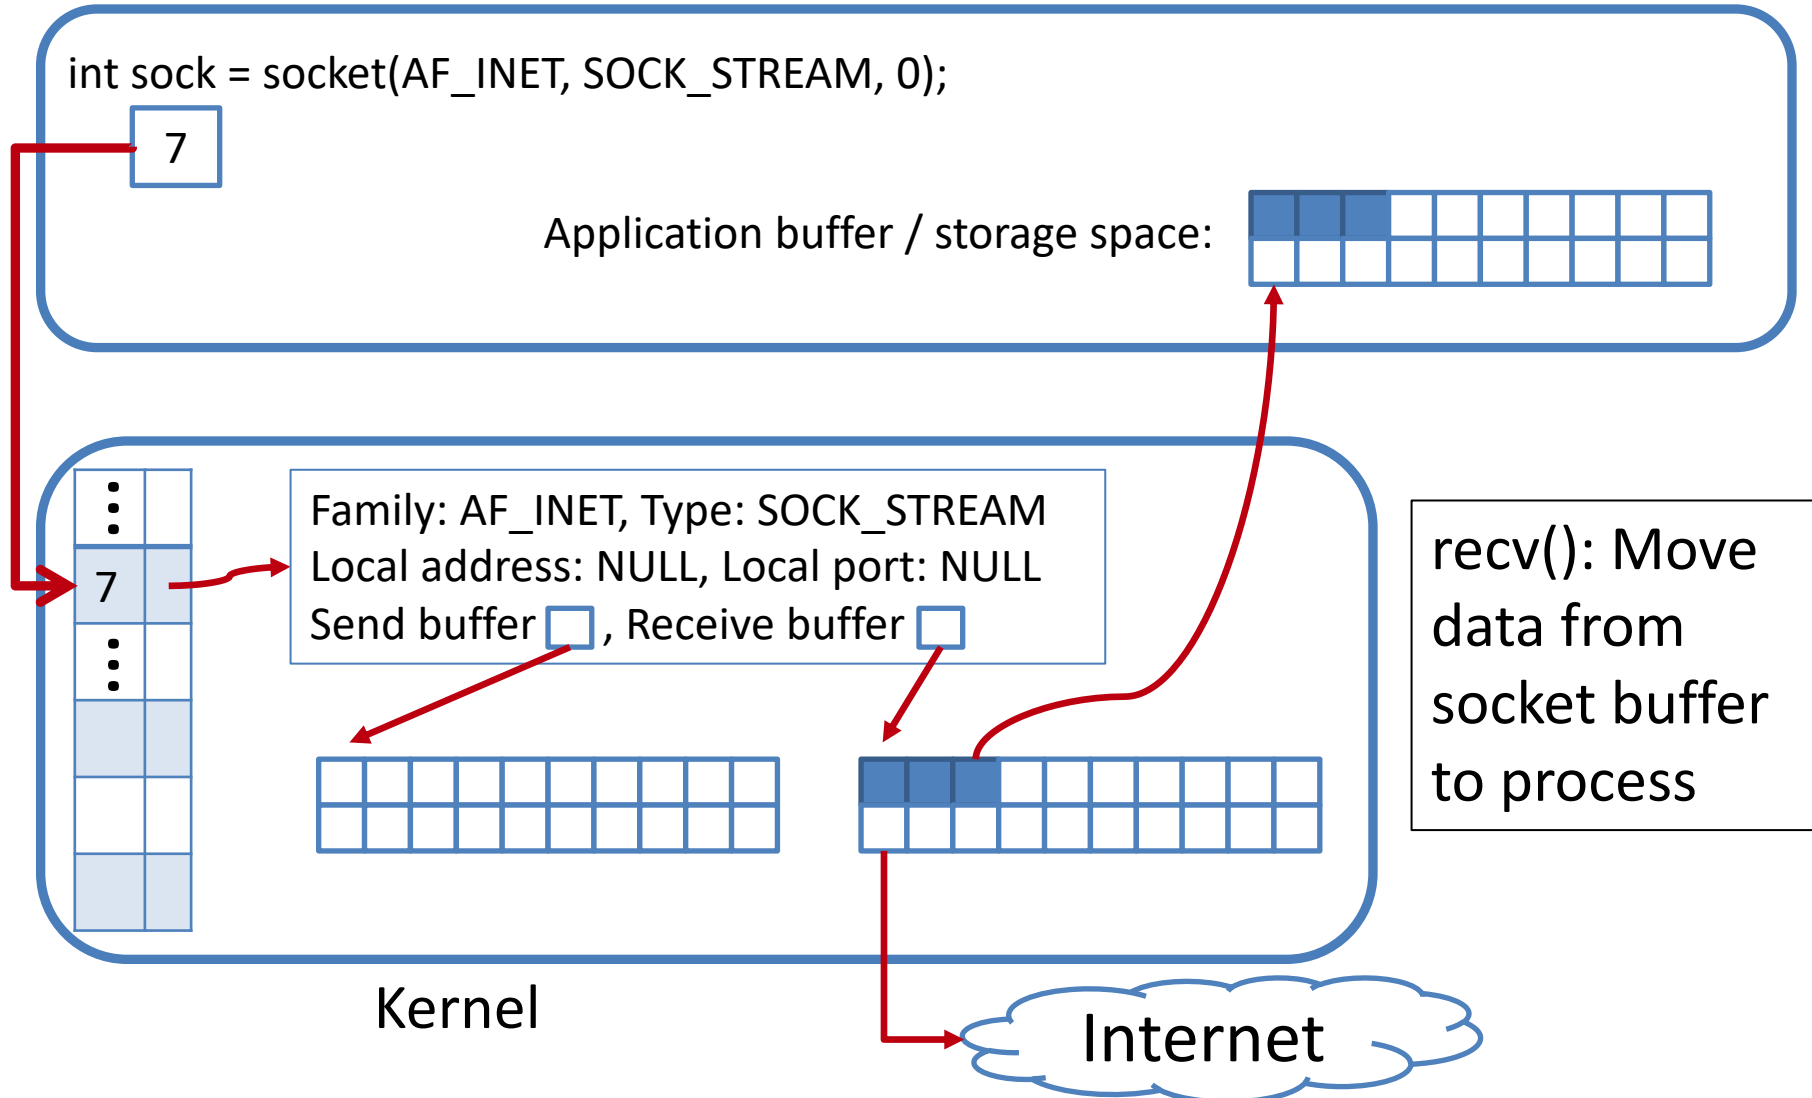 int sock = socket(AF_INET, SOCK_STREAM, 0);
7
Application buffer / storage space:
7
Family: AF_INET, Type: SOCK_STREAM
Local address: NULL, Local port: NULL
Send buffer , Receive buffer
recv(): Move
data from
socket buffer
to process
Kernel
Internet